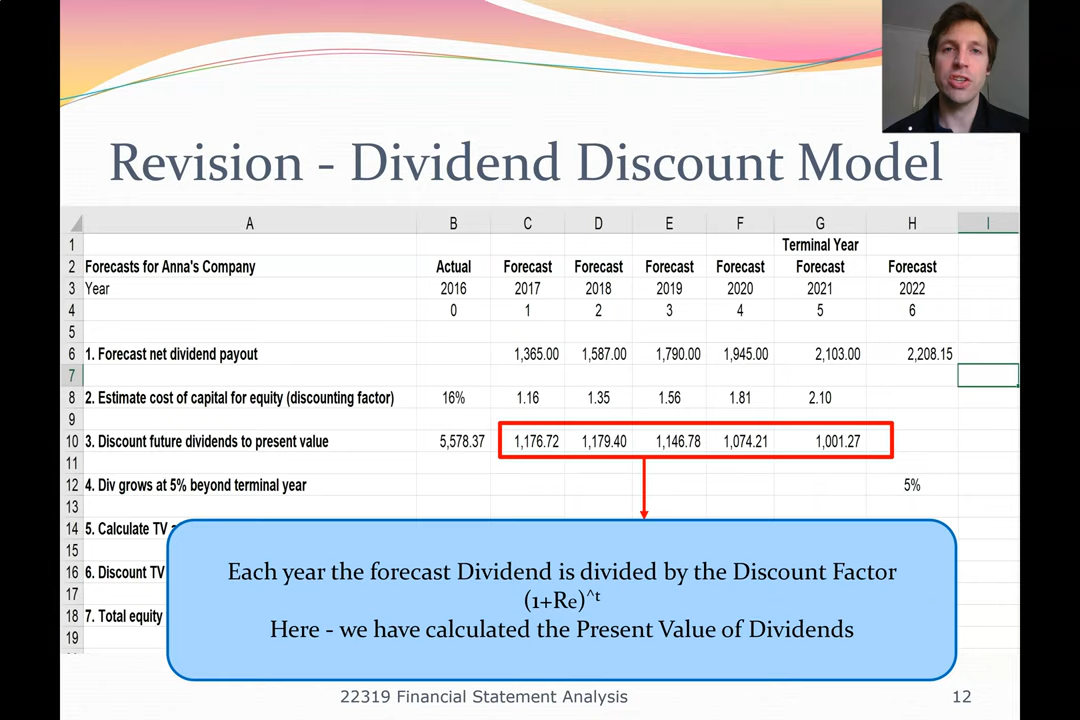 Revision - Dividend Discount Model
A B C D E F G H I
1 Terminal Year
2 Forecasts for Anna's Company Actual Forecast Forecast Forecast Forecast Forecast Forecast
3 Year 2016 2017 2018 2019 2020 2021 2022
4 0 1 2 3 4 5 6
5
6 1. Forecast net dividend payout 1,365.00 1,587.00 1,790.00 1,945.00 2,103.00 2,208.15
7
8 2. Estimate cost of capital for equity (discounting factor) 16% 1.16 1.35 1.56 1.81 2.10
9
10 3. Discount future dividends to present value 5,578.37 1,176.72 1,179.40 1,146.78 1,074.21 1,001.27
11
12 4. Div grows at 5% beyond terminal year 5%
13
14 5. Calculate TV
15
16 6. Discount TV
17
18 7. Total equity
19
Each year the forecast Dividend is divided by the Discount Factor
(1+Re)^t
Here - we have calculated the Present Value of Dividends
22319 Financial Statement Analysis 12